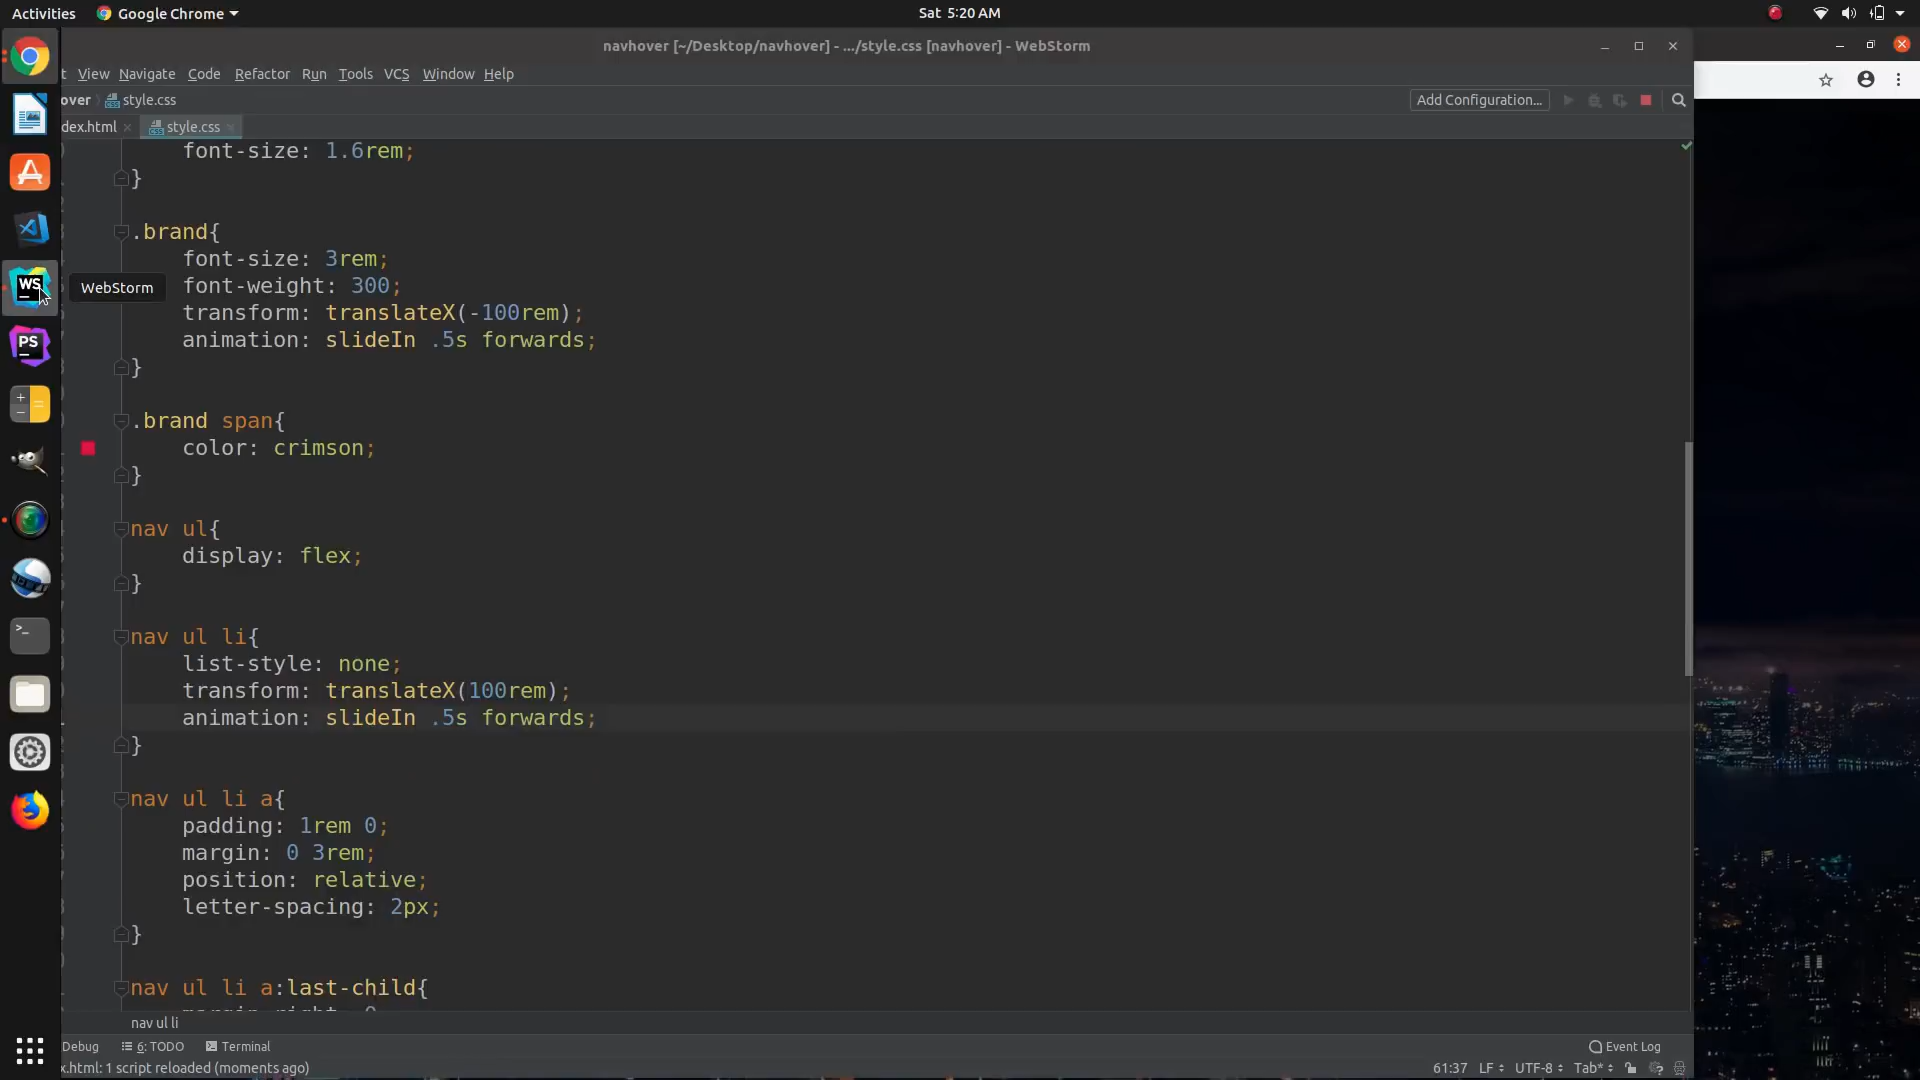 Activities Google Chrome Sat 5:20 AM
navhover [~/Desktop/navhover] - .../style.css [navhover] - WebStorm
t View Navigate Code Refactor Run Tools VCS Window Help
over style.css Add Configuration...
dex.html style.css
font-size: 1.6rem;
}
.brand{
font-size: 3rem;
WS WebStorm font-weight: 300;
transform: translateX(-100rem);
PS animation: slideIn .5s forwards;
}
.brand span{
color: crimson;
}
nav ul{
display: flex;
}
nav ul li{
list-style: none;
transform: translateX(100rem);
animation: slideIn .5s forwards;
}
nav ul li a{
padding: 1rem 0;
margin: 0 3rem;
position: relative;
letter-spacing: 2px;
}
nav ul li a:last-child{
margin-right: 0
nav ul li
Debug 6: TODO Terminal Event Log
x.html: 1 script reloaded (moments ago) 61:37 LF UTF-8 Tab*